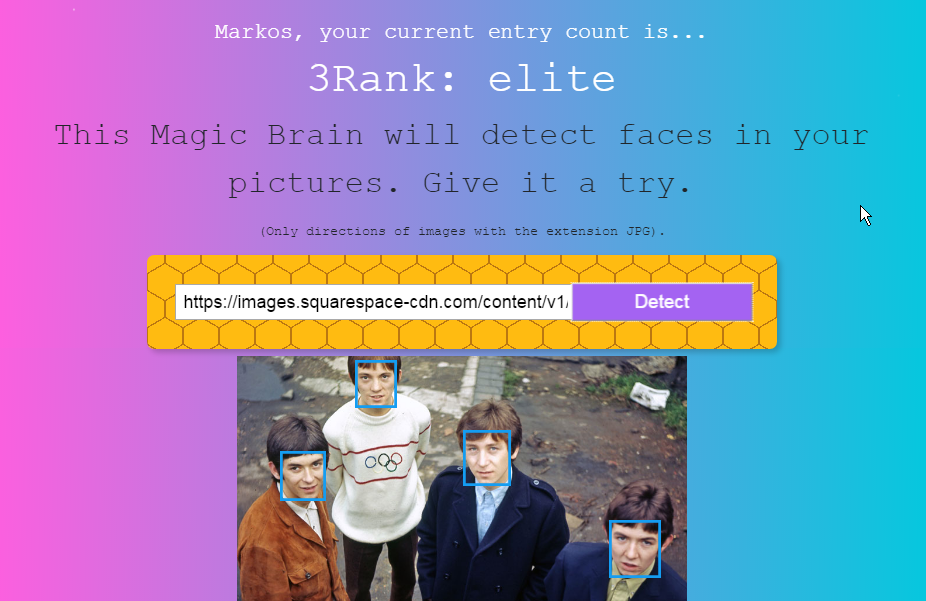 Markos, your current entry count is...
3Rank: elite
This Magic Brain will detect faces in your
pictures. Give it a try.
(Only directions of images with the extension JPG).
https://images.squarespace-cdn.com/content/v1/
Detect